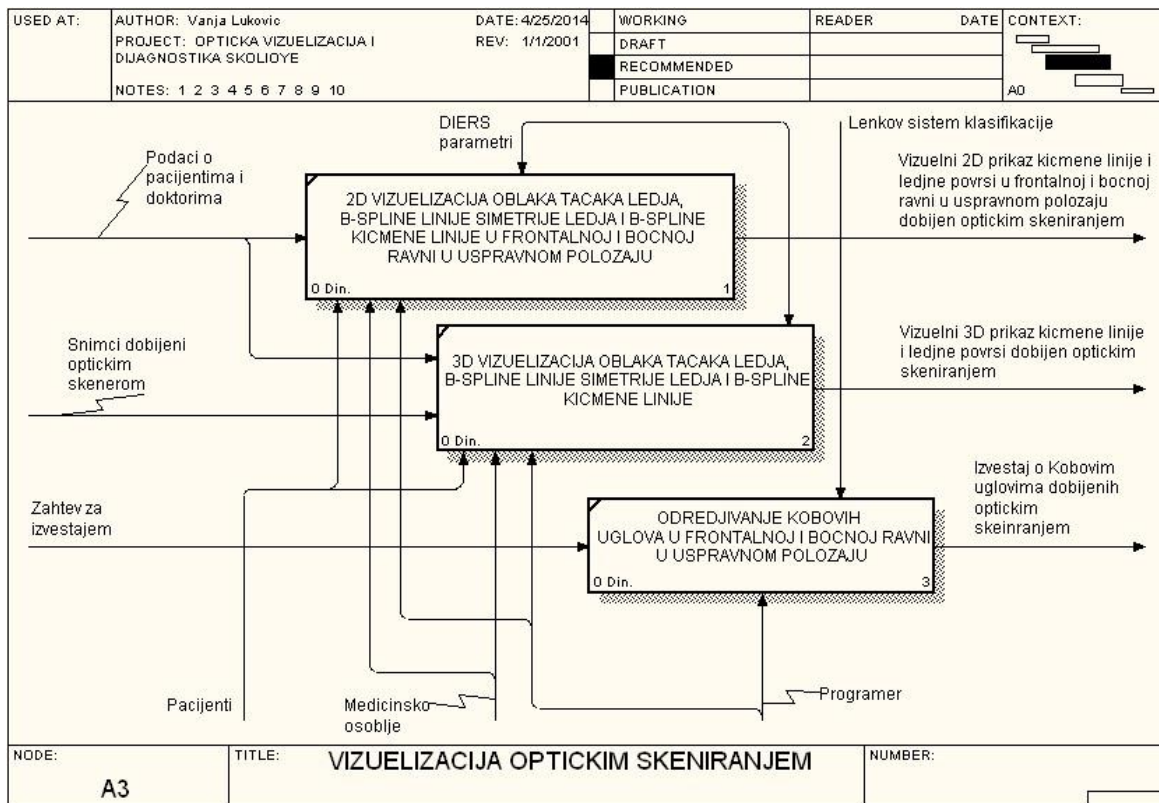 USED AT:
AUTHOR: Vanja Lukovic
DATE: 4/25/2014
PROJECT: OPTICKA VIZUELIZACIJA I
DIJAGNOSTIKA SKOLIOYE
REV: 1/1/2001
NOTES: 1 2 3 4 5 6 7 8 9 10
WORKING
DRAFT
RECOMMENDED
PUBLICATION
READER
DATE
CONTEXT:
A0
DIERS
parametri
Lenkov sistem klasifikacije
Podaci o
pacijentima i
doktorima
2D VIZUELIZACIJA OBLAKA TACAKA LEDJA,
B-SPLINE LINIJE SIMETRIJE LEDJA I B-SPLINE
KICMENE LINIJE U FRONTALNOJ I BOCNOJ
RAVNI U USPRAVNOM POLOZAJU
0 Din.
1
Vizuelni 2D prikaz kicmene linije i
ledjne povrsi u frontalnoj i bocnoj
ravni u uspravnom polozaju
dobijen optickim skeniranjem
Snimci dobijeni
optickim
skenerom
3D VIZUELIZACIJA OBLAKA TACAKA LEDJA,
B-SPLINE LINIJE SIMETRIJE LEDJA I B-SPLINE
KICMENE LINIJE
0 Din.
2
Vizuelni 3D prikaz kicmene linije
i ledjne povrsi dobijen optickim
skeniranjem
Zahtev za
izvestajem
ODREDJIVANJE KOBOVIH
UGLOVA U FRONTALNOJ I BOCNOJ RAVNI
U USPRAVNOM POLOZAJU
0 Din.
3
Izvestaj o Kobovim
uglovima dobijenih
optickim
skeinranjem
Pacijenti
Medicinsko
osoblje
Programer
NODE:
A3
TITLE:
VIZUELIZACIJA OPTICKIM SKENIRANJEM
NUMBER: